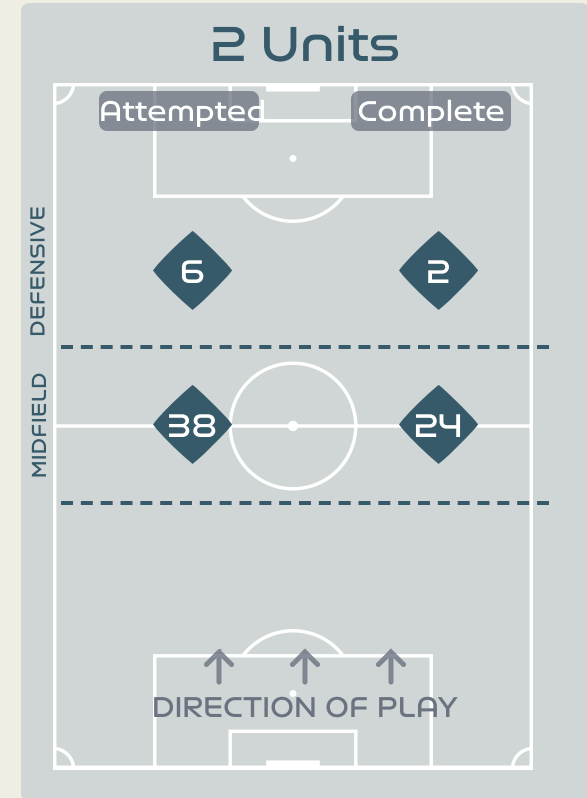 2 Units
Attempted Complete
DEFENSIVE
6 2
MIDFIELD
38 24
DIRECTION OF PLAY